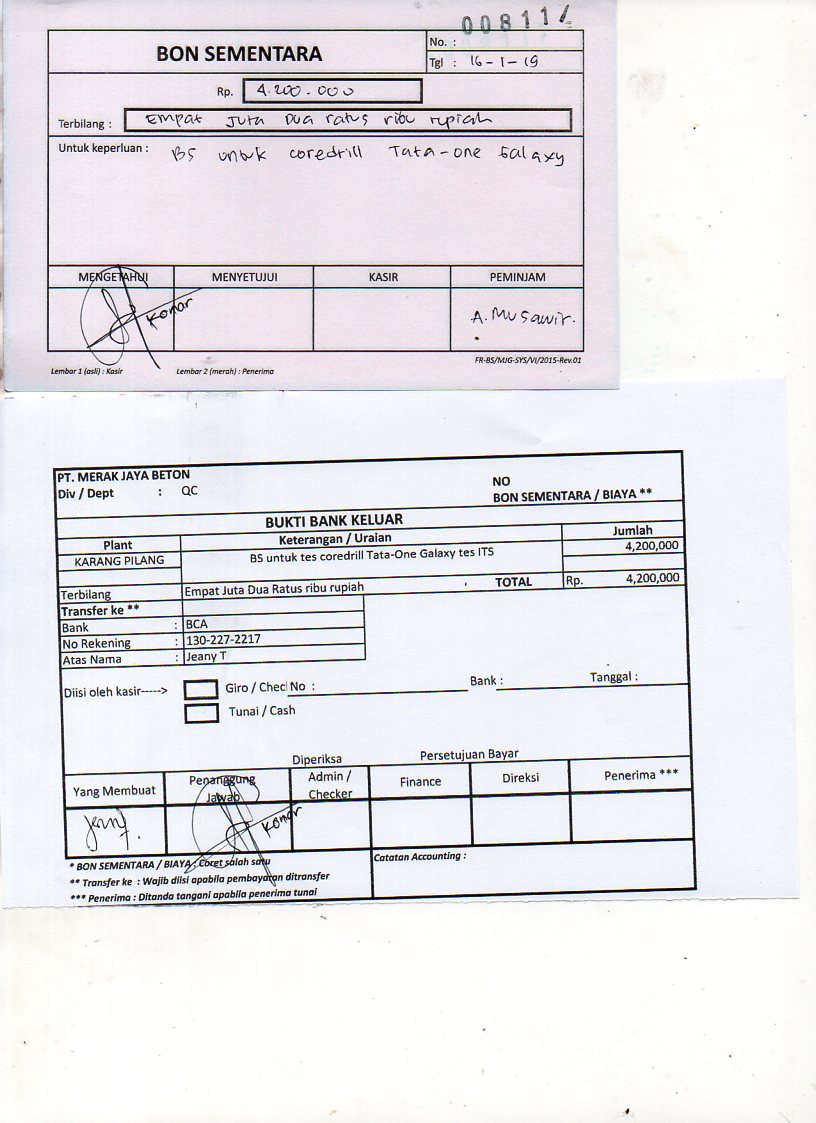 008112
BON SEMENTARA
No. :
Tgl : 16-1-19
Rp. 4.200.000
Terbilang : Empat Juta Dua ratus ribu rupiah
Untuk keperluan : BS untuk coredrill Tata-one Galaxy
MENGETAHUI MENYETUJUI KASIR PEMINJAM
Konar A. Musawir.
FR-BS/MJG-SYS/VI/2015-Rev.01
Lembar 1 (asli) : Kasir Lembar 2 (merah) : Penerima
PT. MERAK JAYA BETON
NO
Div / Dept : QC
BON SEMENTARA / BIAYA **
BUKTI BANK KELUAR
Plant Keterangan / Uraian Jumlah
KARANG PILANG BS untuk tes coredrill Tata-One Galaxy tes ITS 4,200,000
Terbilang Empat Juta Dua Ratus ribu rupiah TOTAL Rp. 4,200,000
Transfer ke **
Bank : BCA
No Rekening : 130-227-2217
Atas Nama : Jeany T
Diisi oleh kasir-----> Giro / Chec No : Bank : Tanggal :
Tunai / Cash
Diperiksa Persetujuan Bayar
Yang Membuat Penanggung Jawab Admin / Checker Finance Direksi Penerima ***
Konar
* BON SEMENTARA / BIAYA : Coret salah satu
Catatan Accounting :
** Transfer ke : Wajib diisi apabila pembayaran ditransfer
*** Penerima : Ditanda tangani apabila penerima tunai